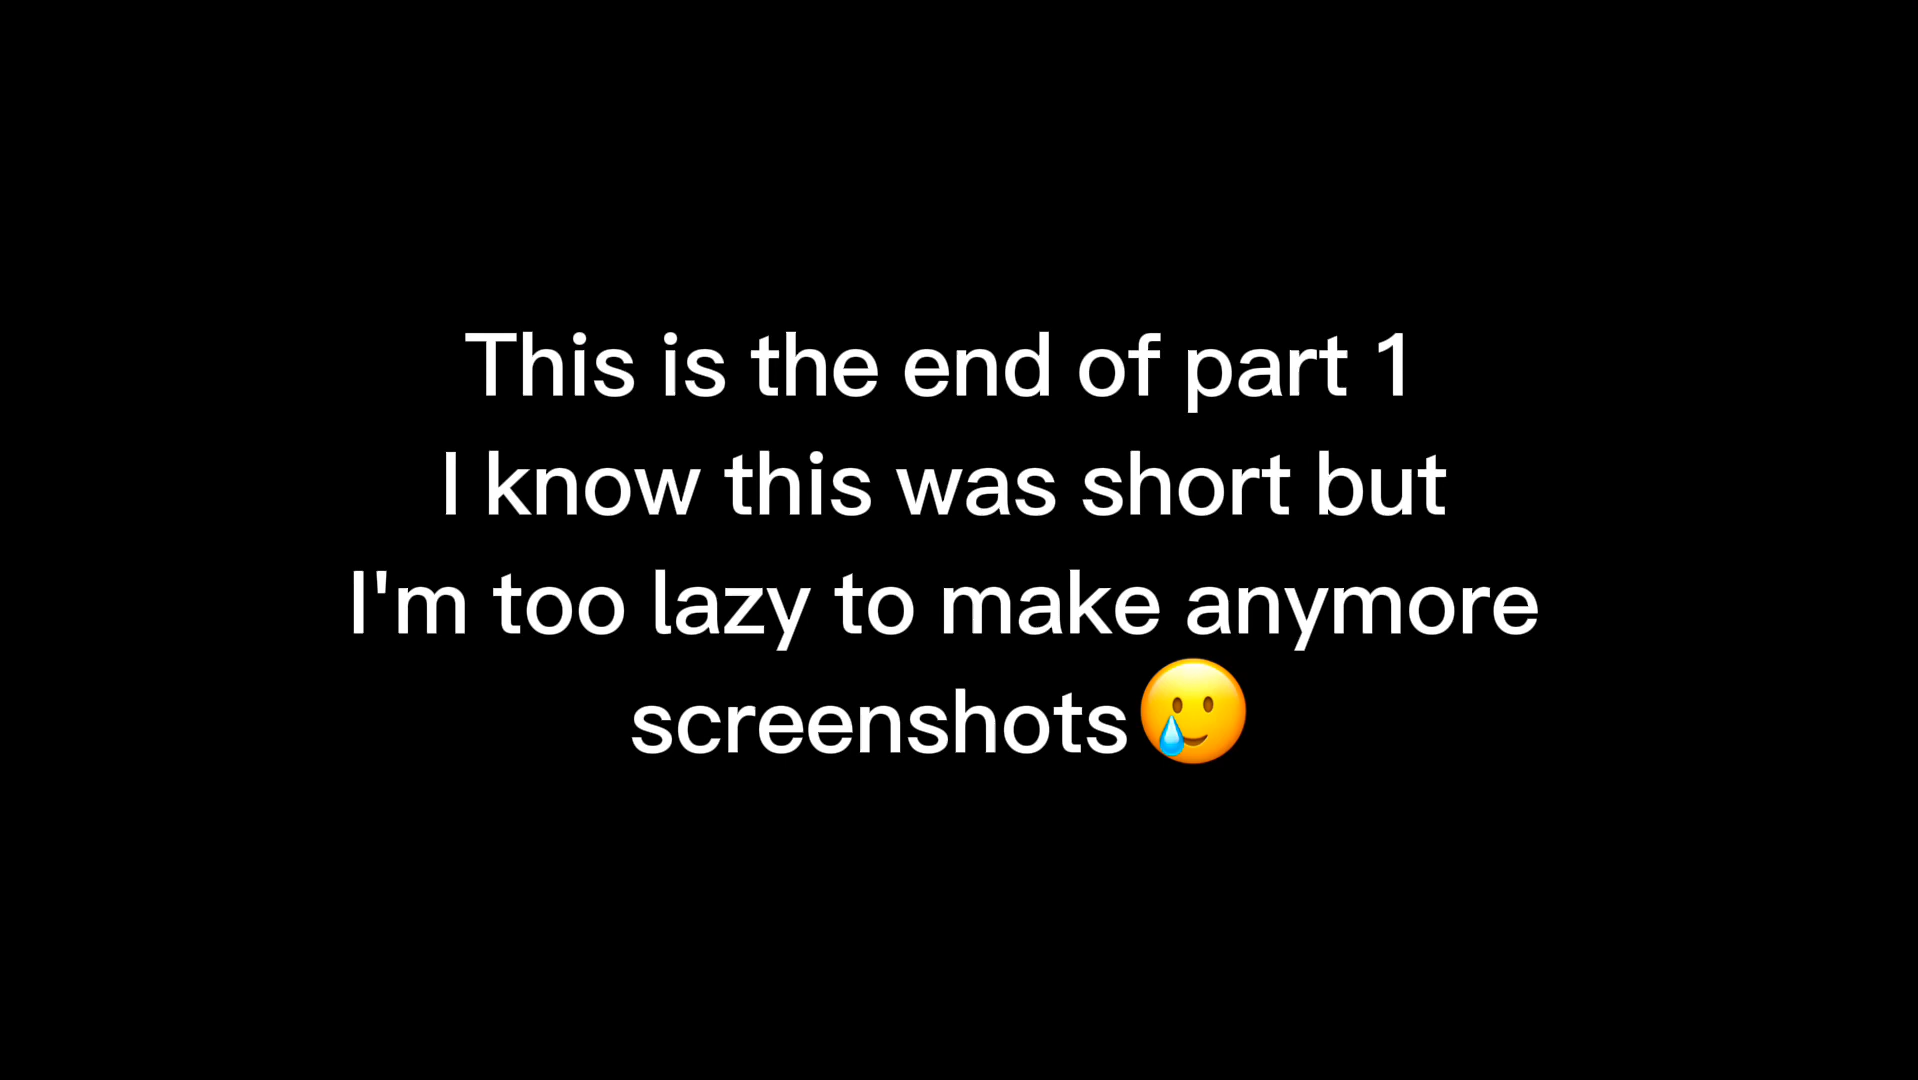 This is the end of part 1
I know this was short but
I'm too lazy to make anymore
screenshots🥲